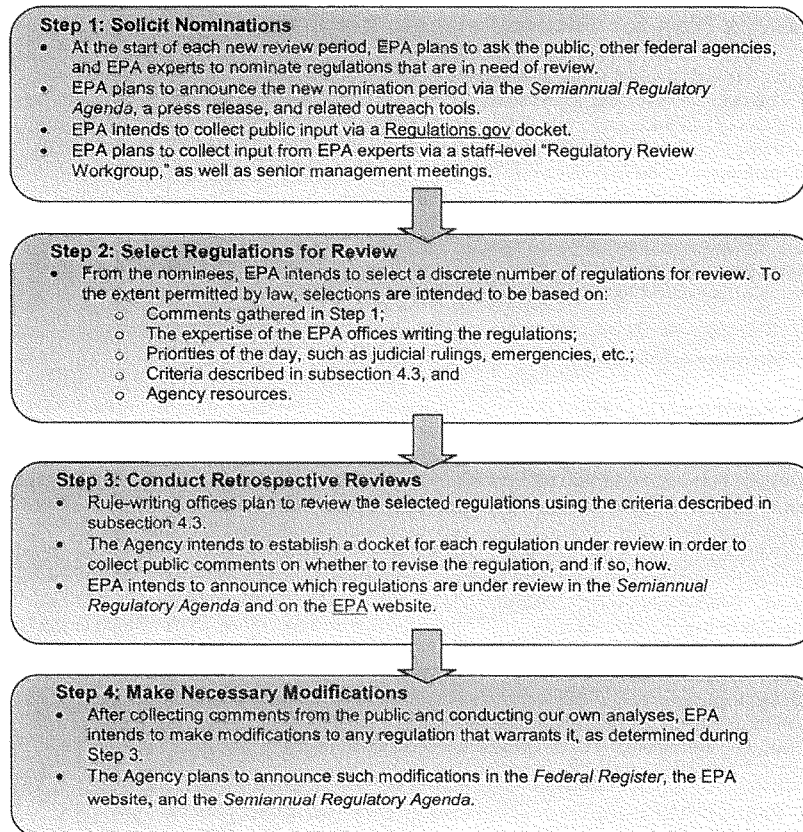 Step 1: Solicit Nominations
• At the start of each new review period, EPA plans to ask the public, other federal agencies,
and EPA experts to nominate regulations that are in need of review.
• EPA plans to announce the new nomination period via the Semiannual Regulatory
Agenda, a press release, and related outreach tools.
• EPA intends to collect public input via a Regulations.gov docket.
• EPA plans to collect input from EPA experts via a staff-level "Regulatory Review
Workgroup," as well as senior management meetings.
Step 2: Select Regulations for Review
• From the nominees, EPA intends to select a discrete number of regulations for review. To
the extent permitted by law, selections are intended to be based on:
o Comments gathered in Step 1;
o The expertise of the EPA offices writing the regulations;
o Priorities of the day, such as judicial rulings, emergencies, etc.;
o Criteria described in subsection 4.3, and
o Agency resources.
Step 3: Conduct Retrospective Reviews
• Rule-writing offices plan to review the selected regulations using the criteria described in
subsection 4.3.
• The Agency intends to establish a docket for each regulation under review in order to
collect public comments on whether to revise the regulation, and if so, how.
• EPA intends to announce which regulations are under review in the Semiannual
Regulatory Agenda and on the EPA website.
Step 4: Make Necessary Modifications
• After collecting comments from the public and conducting our own analyses, EPA
intends to make modifications to any regulation that warrants it, as determined during
Step 3.
• The Agency plans to announce such modifications in the Federal Register, the EPA
website, and the Semiannual Regulatory Agenda.